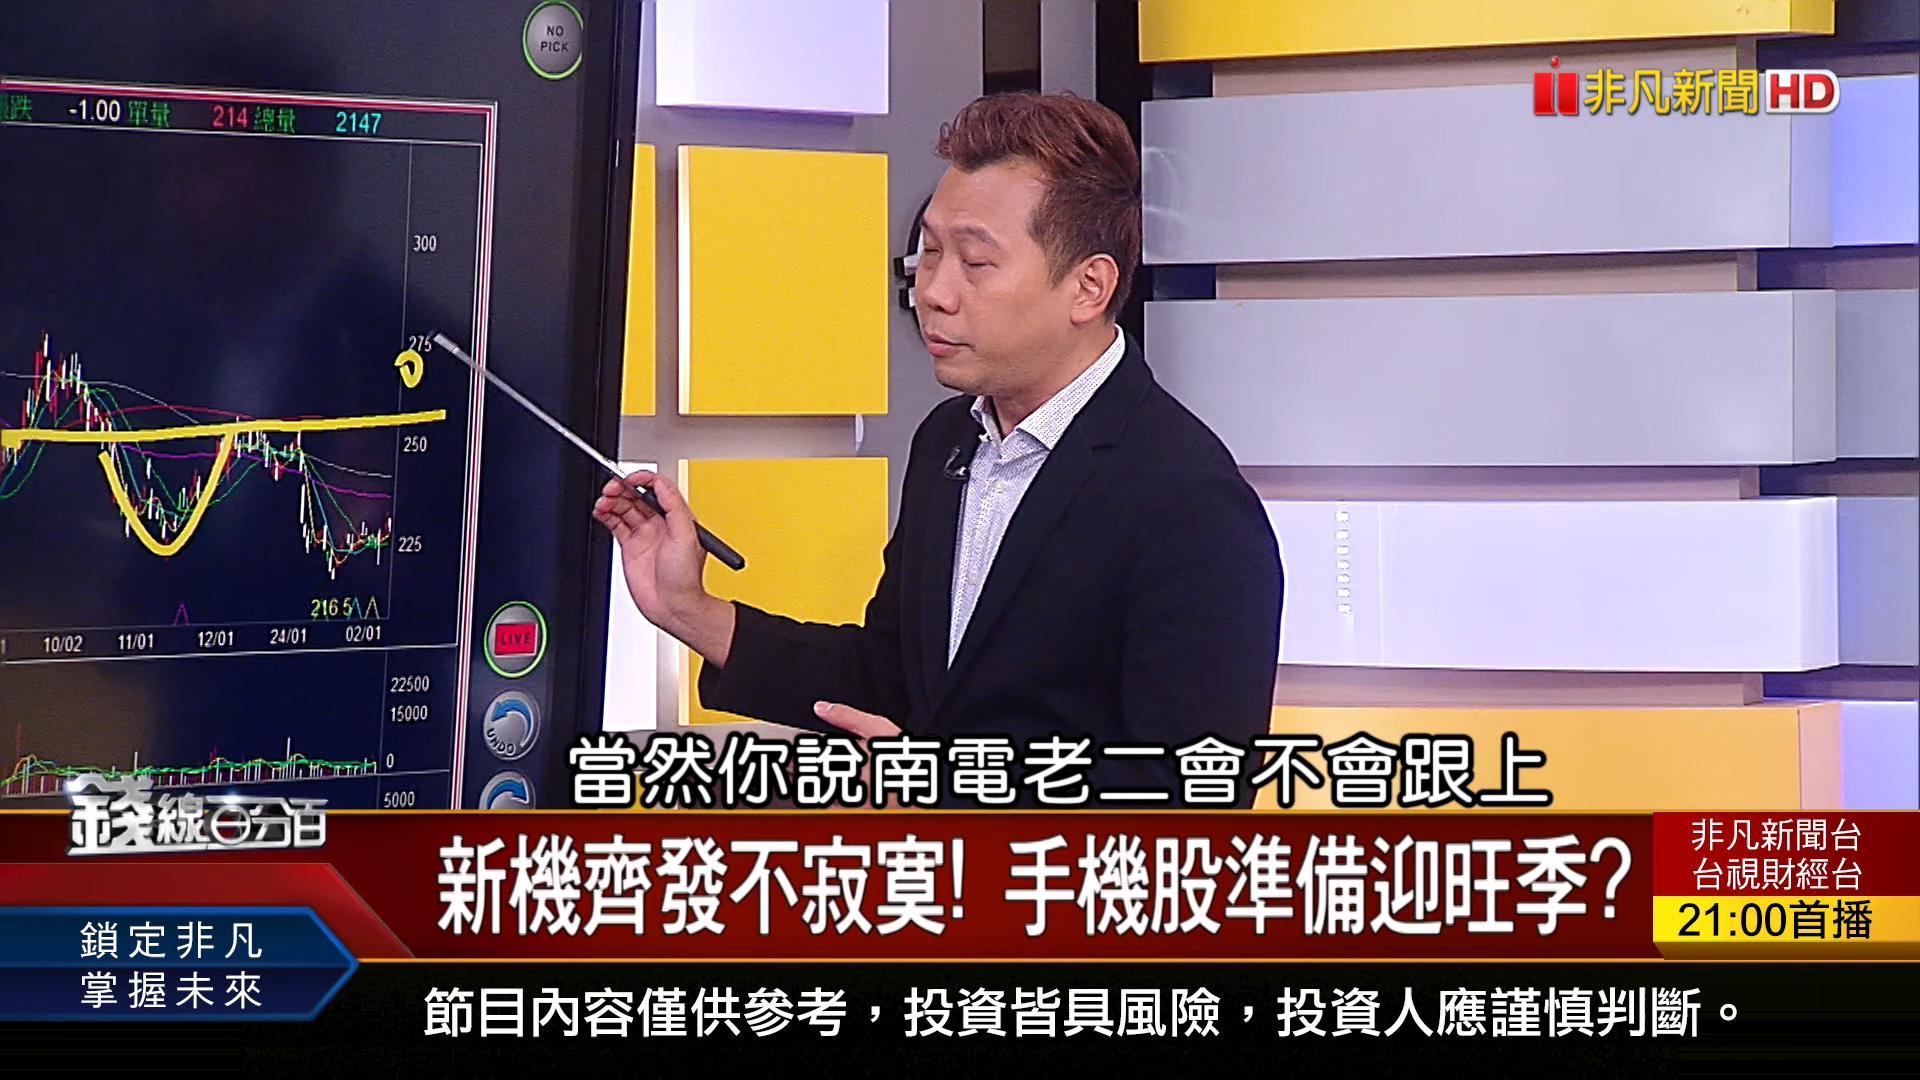 NO
PICK
非凡新聞HD
漲跌 -1.00 單量 214 總量 2147
300
275
250
225
216.5
10/02 11/01 12/01 24/01 02/01
LIVE
22500
15000
UNDO
0
5000
當然你說南電老二會不會跟上
錢線百分百
新機齊發不寂寞! 手機股準備迎旺季?
非凡新聞台
台視財經台
21:00首播
鎖定非凡
掌握未來
節目內容僅供參考，投資皆具風險，投資人應謹慎判斷。